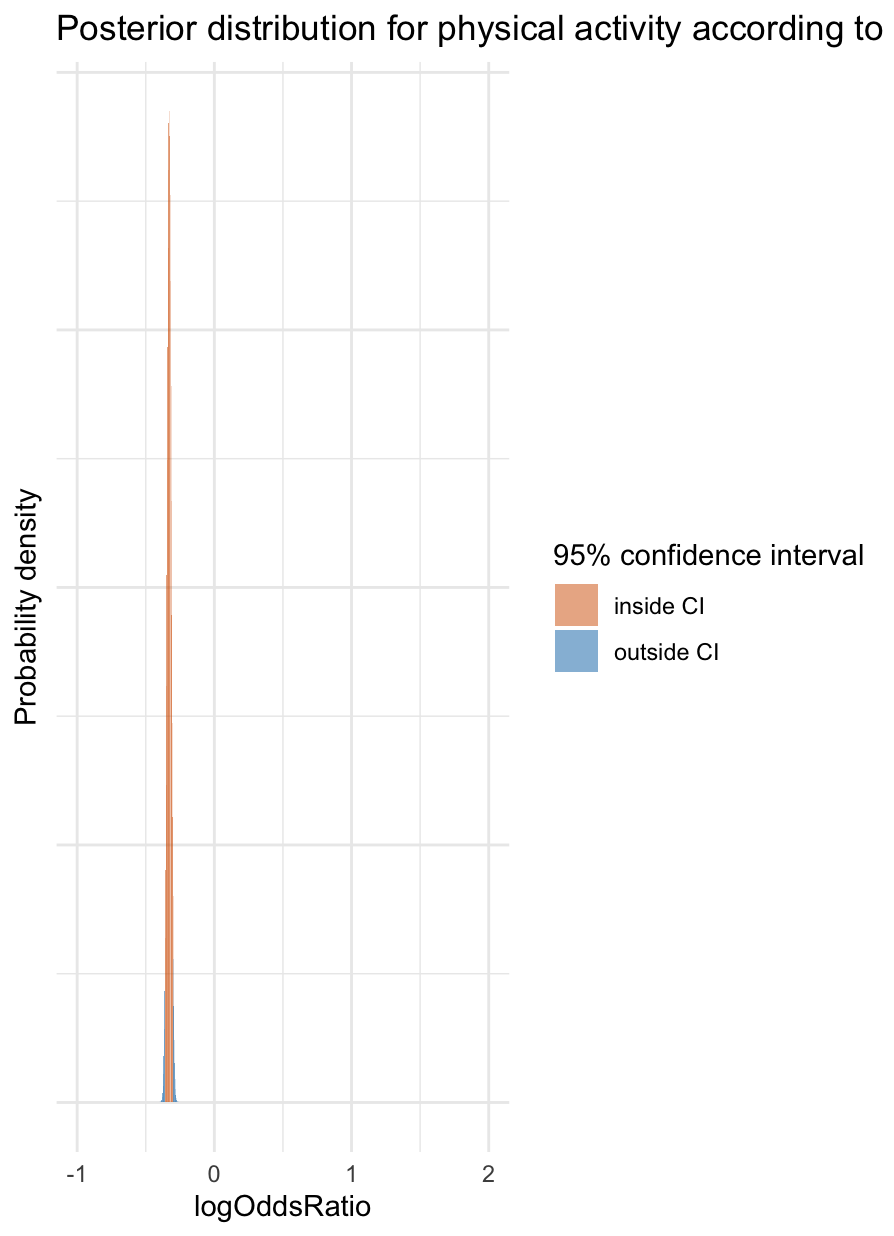 Posterior distribution for physical activity according to
Probability density
95% confidence interval
inside CI
outside CI
-1 0 1 2
logOddsRatio